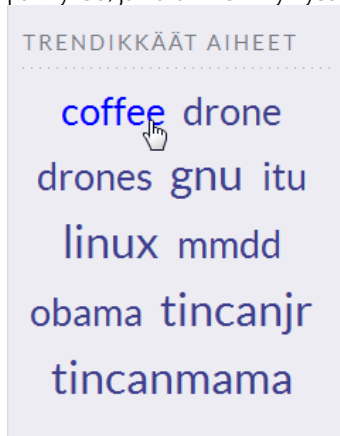 TRENDIKKÄÄT AIHEET
coffee drone
drones gnu itu
linux mmdd
obama tincanjr
tincanmama